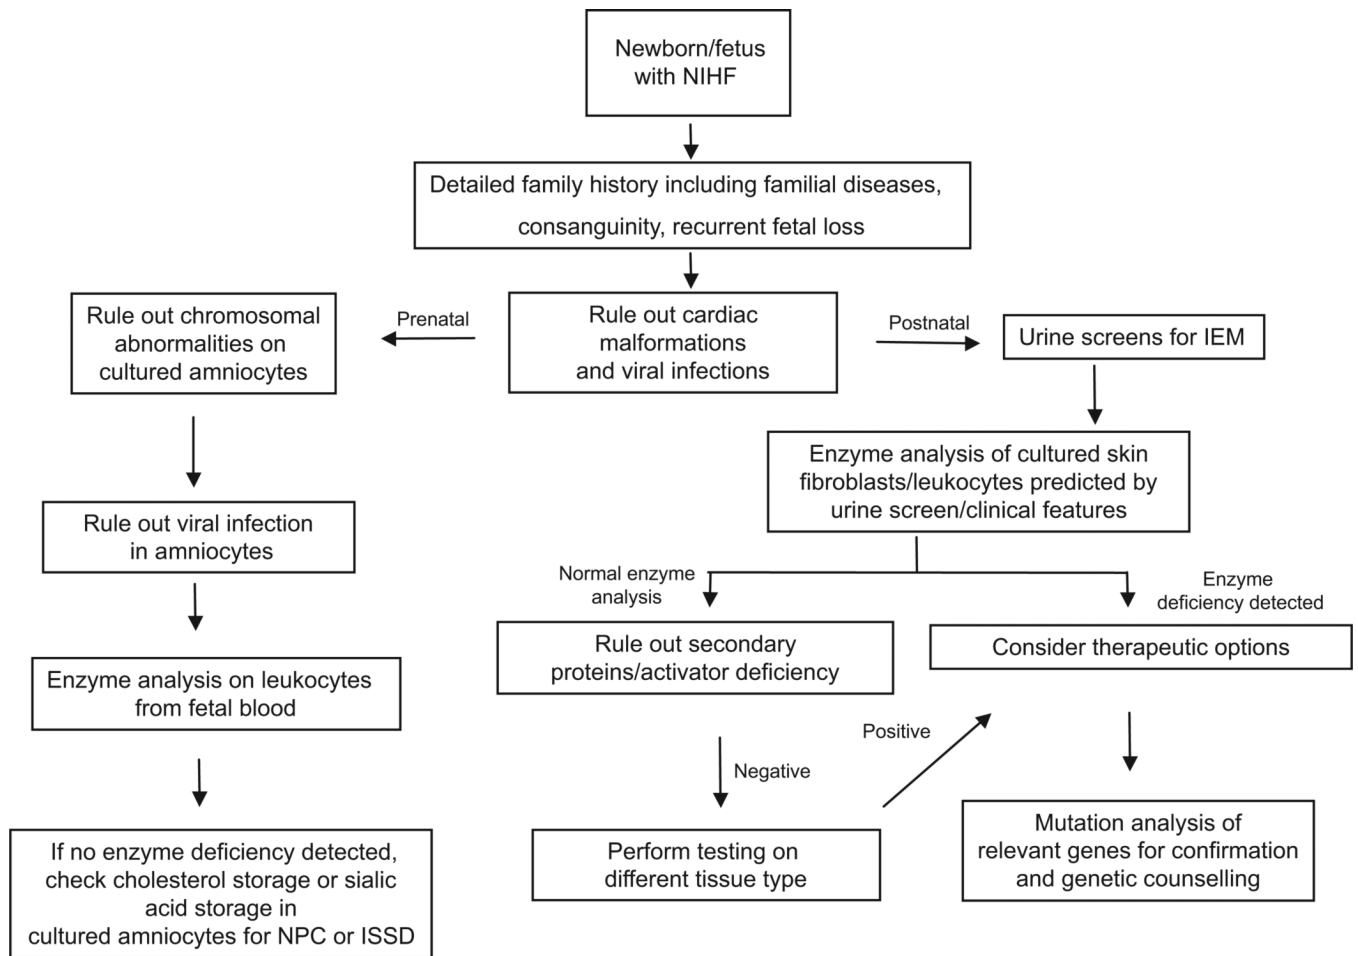 Newborn/fetus
with NIHF
Detailed family history including familial diseases,
consanguinity, recurrent fetal loss
Rule out cardiac
malformations
and viral infections
Prenatal
Rule out chromosomal
abnormalities on
cultured amniocytes
Rule out viral infection
in amniocytes
Enzyme analysis on leukocytes
from fetal blood
If no enzyme deficiency detected,
check cholesterol storage or sialic
acid storage in
cultured amniocytes for NPC or ISSD
Postnatal
Urine screens for IEM
Enzyme analysis of cultured skin
fibroblasts/leukocytes predicted by
urine screen/clinical features
Normal enzyme
analysis
Rule out secondary
proteins/activator deficiency
Negative
Perform testing on
different tissue type
Positive
Enzyme
deficiency detected
Consider therapeutic options
Mutation analysis of
relevant genes for confirmation
and genetic counselling